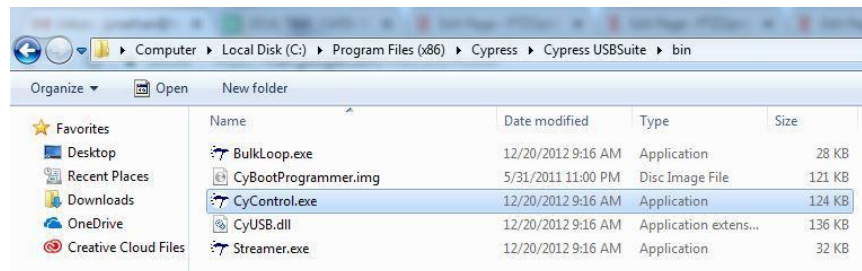 Computer Local Disk (C:) Program Files (x86) Cypress Cypress USBSuite bin
Organize Open New folder
Favorites
Desktop
Recent Places
Downloads
OneDrive
Creative Cloud Files
Name Date modified Type Size
BulkLoop.exe 12/20/2012 9:16 AM Application 28 KB
CyBootProgrammer.img 5/31/2011 11:00 PM Disc Image File 121 KB
CyControl.exe 12/20/2012 9:16 AM Application 124 KB
CyUSB.dll 12/20/2012 9:16 AM Application extens... 136 KB
Streamer.exe 12/20/2012 9:16 AM Application 32 KB